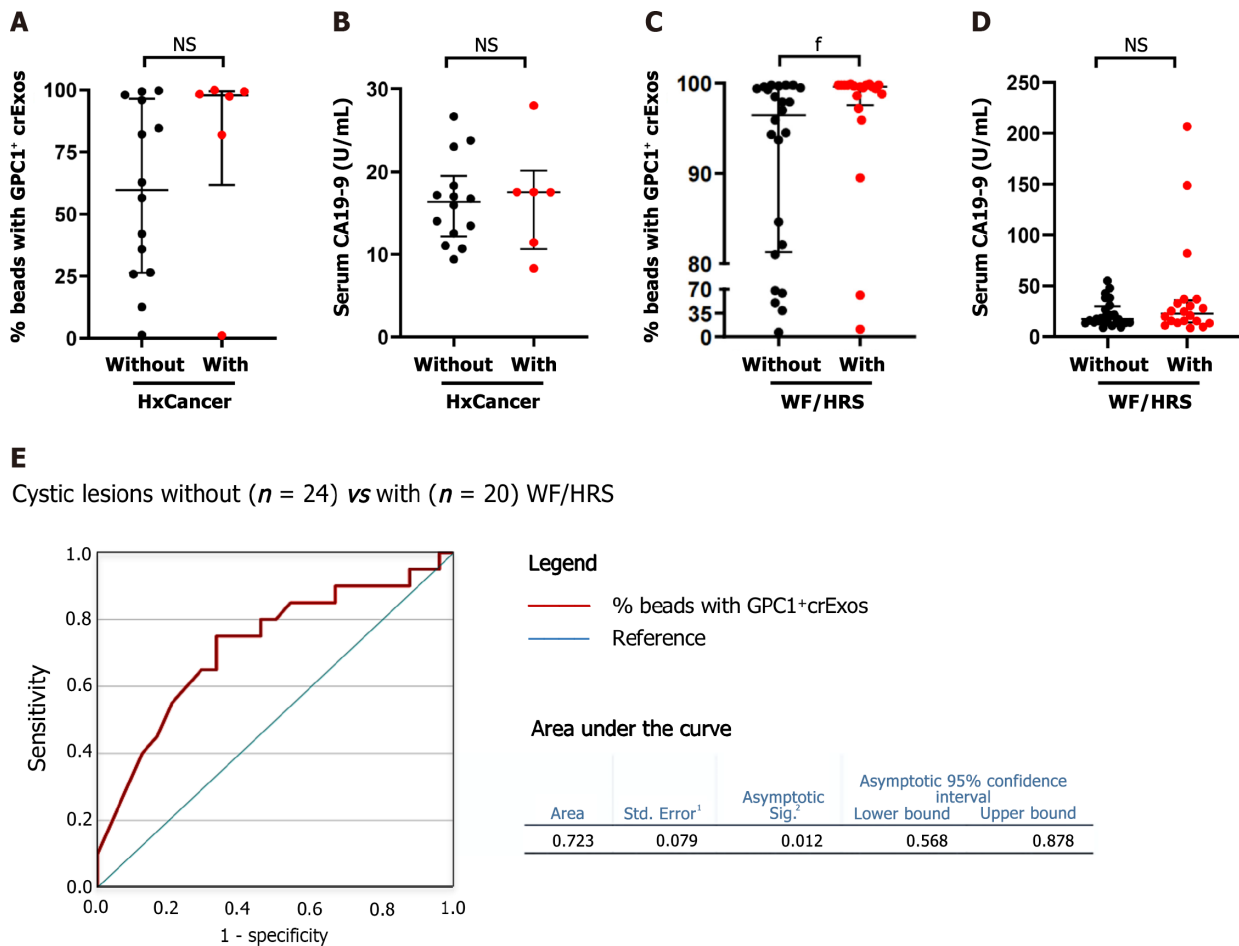 A
NS
% beads with GPC1⁺ crExos
100
75
50
25
0
Without With
HxCancer
B
NS
Serum CA19-9 (U/mL)
30
20
10
0
Without With
HxCancer
C
f
% beads with GPC1⁺ crExos
100
90
80
70
35
0
Without With
WF/HRS
D
NS
Serum CA19-9 (U/mL)
250
200
150
100
50
0
Without With
WF/HRS
E
Cystic lesions without (n = 24) vs with (n = 20) WF/HRS
Sensitivity
1.0
0.8
0.6
0.4
0.2
0.0
0.0 0.2 0.4 0.6 0.8 1.0
1 - specificity
Legend
% beads with GPC1⁺crExos
Reference
Area under the curve
Area
Std. Error¹
Asymptotic
Sig.²
Asymptotic 95% confidence
interval
Lower bound Upper bound
0.723 0.079 0.012 0.568 0.878